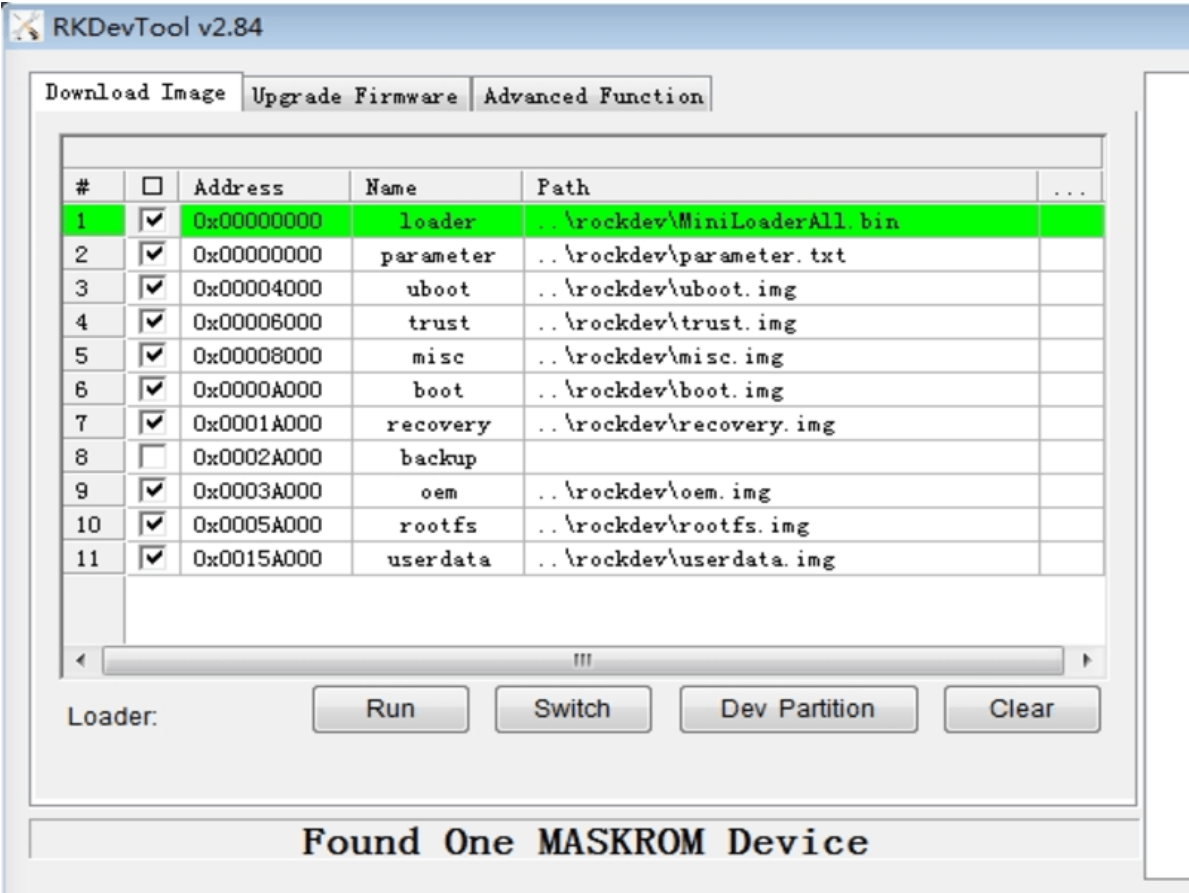 RKDevTool v2.84
Download Image Upgrade Firmware Advanced Function
# Address Name Path ...
1 0x00000000 loader ..\rockdev\MiniLoaderAll.bin
2 0x00000000 parameter ..\rockdev\parameter.txt
3 0x00004000 uboot ..\rockdev\uboot.img
4 0x00006000 trust ..\rockdev\trust.img
5 0x00008000 misc ..\rockdev\misc.img
6 0x0000A000 boot ..\rockdev\boot.img
7 0x0001A000 recovery ..\rockdev\recovery.img
8 0x0002A000 backup
9 0x0003A000 oem ..\rockdev\oem.img
10 0x0005A000 rootfs ..\rockdev\rootfs.img
11 0x0015A000 userdata ..\rockdev\userdata.img
Loader: Run Switch Dev Partition Clear
Found One MASKROM Device